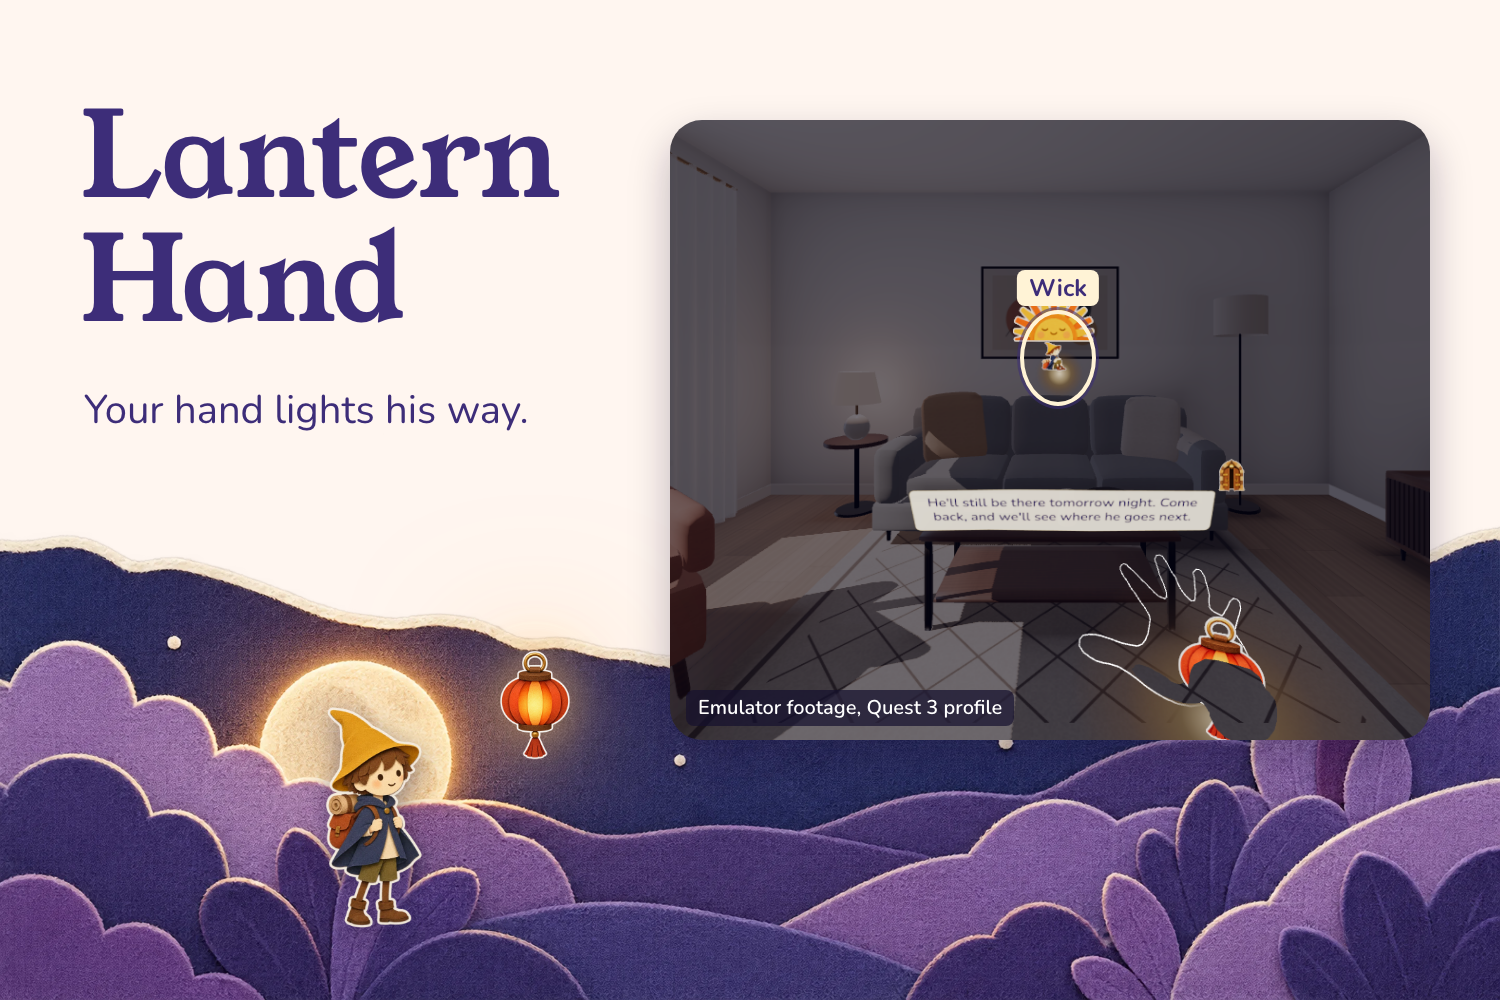 Lantern
Hand
Your hand lights his way.
Wick
He'll still be there tomorrow night. Come
back, and we'll see where he goes next.
Emulator footage, Quest 3 profile